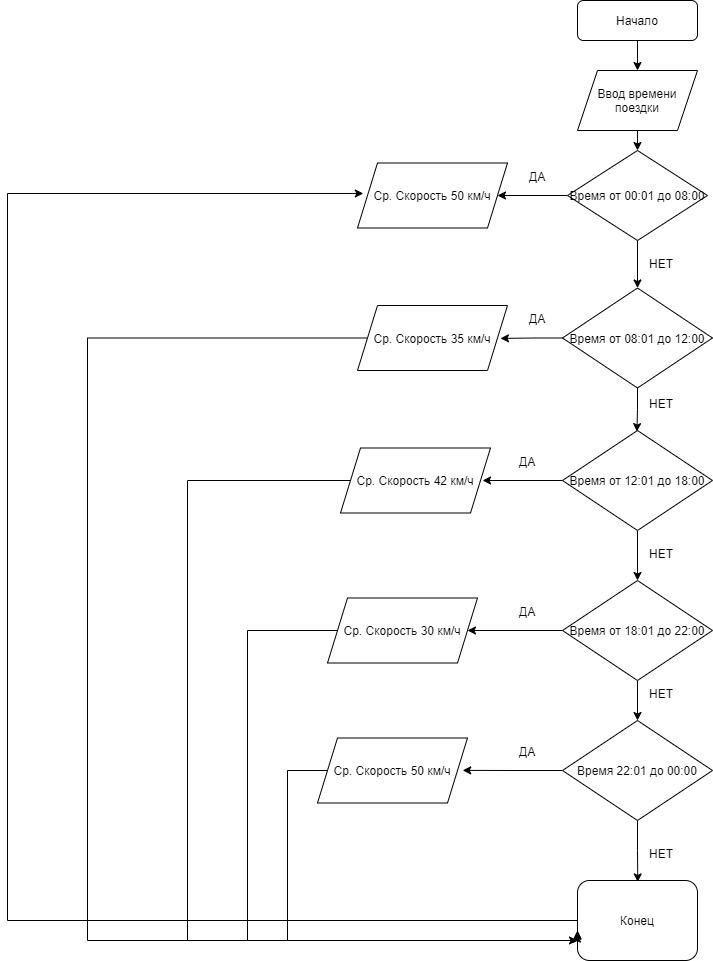 Начало
Ввод времени
поездки
Ср. Скорость 50 км/ч
ДА
Время от 00:01 до 08:00
НЕТ
Ср. Скорость 35 км/ч
ДА
Время от 08:01 до 12:00
НЕТ
Ср. Скорость 42 км/ч
ДА
Время от 12:01 до 18:00
НЕТ
Ср. Скорость 30 км/ч
ДА
Время от 18:01 до 22:00
НЕТ
Ср. Скорость 50 км/ч
ДА
Время 22:01 до 00:00
НЕТ
Конец